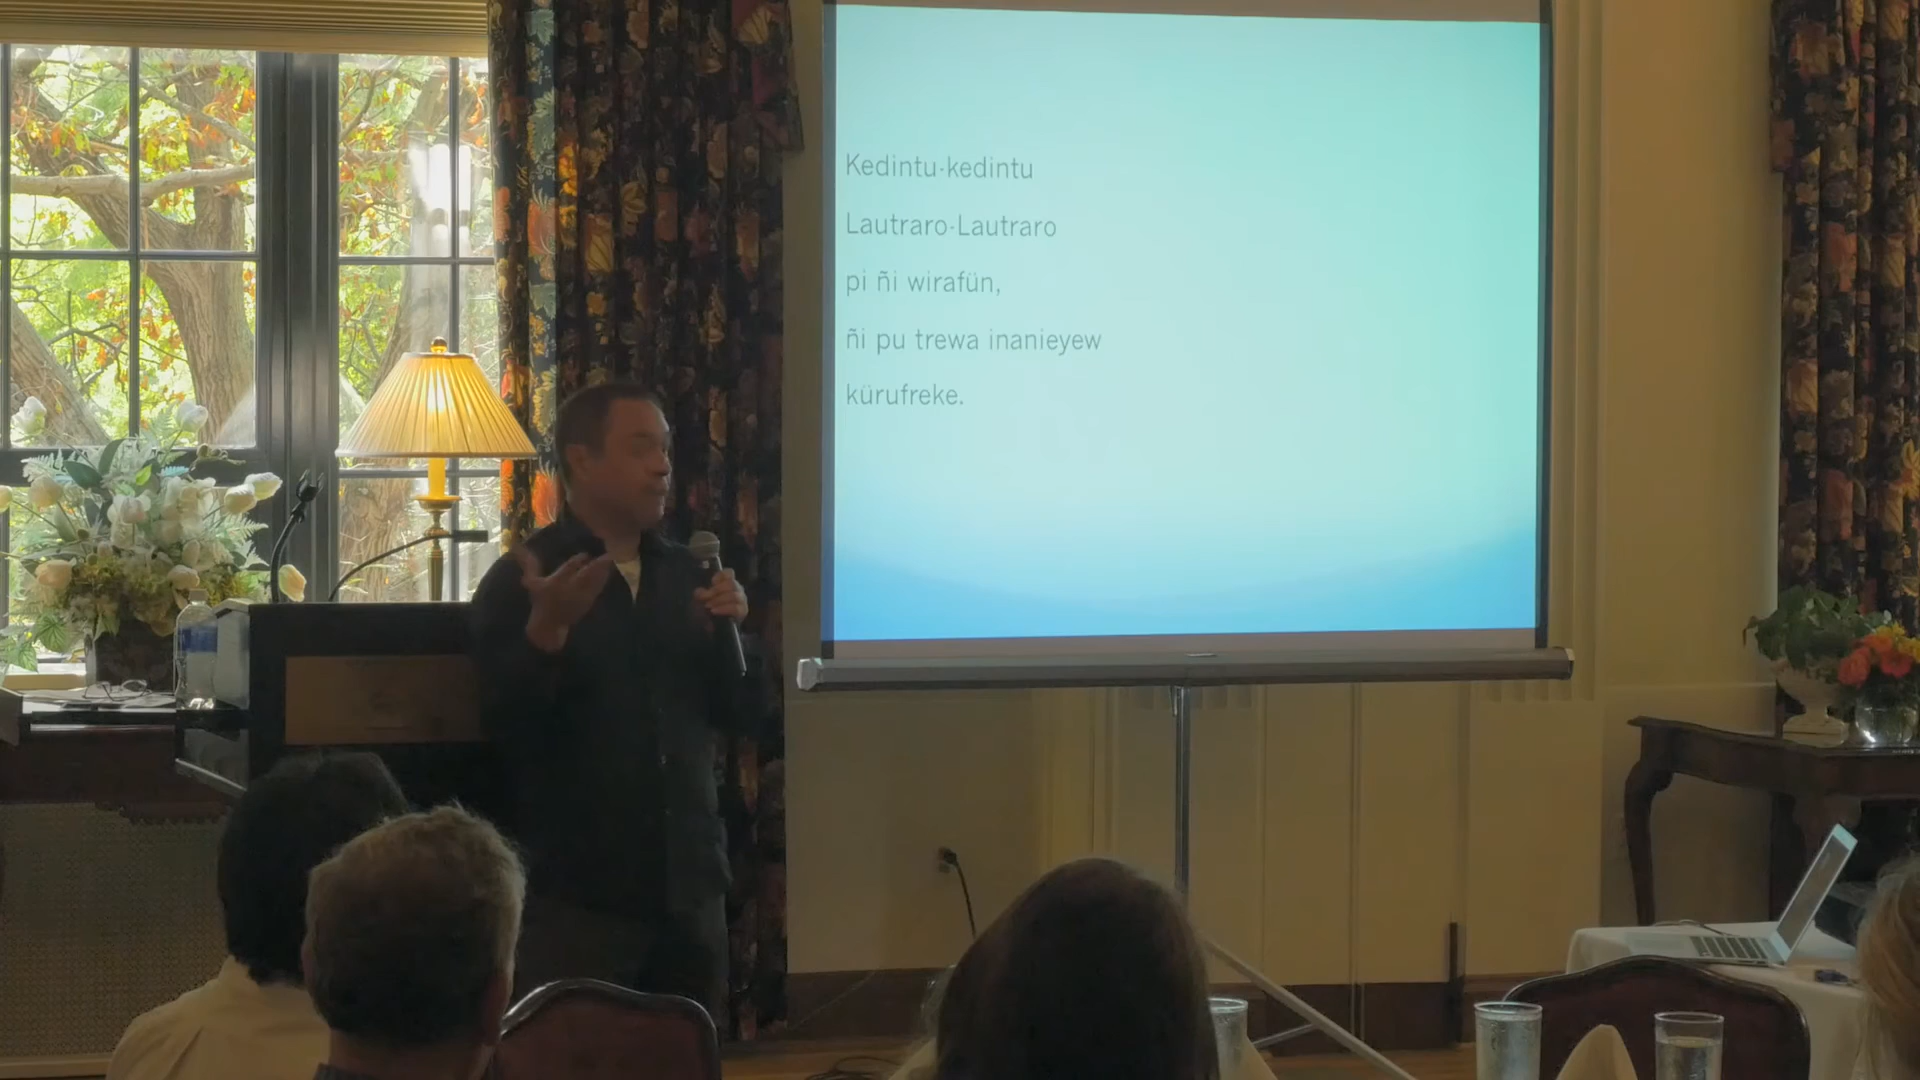 Kedintu-kedintu
Lautraro-Lautraro
pi ñi wirafün,
ñi pu trewa inanieyew
kürufreke.